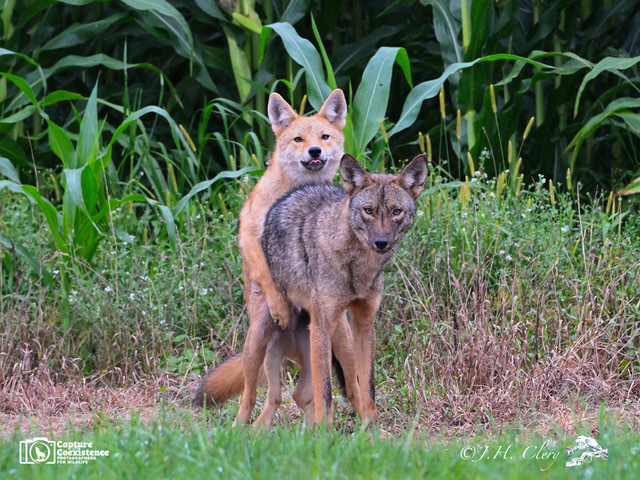 Capture
Coexistence
PHOTOGRAPHERS
FOR WILDLIFE
©J.H. Clery